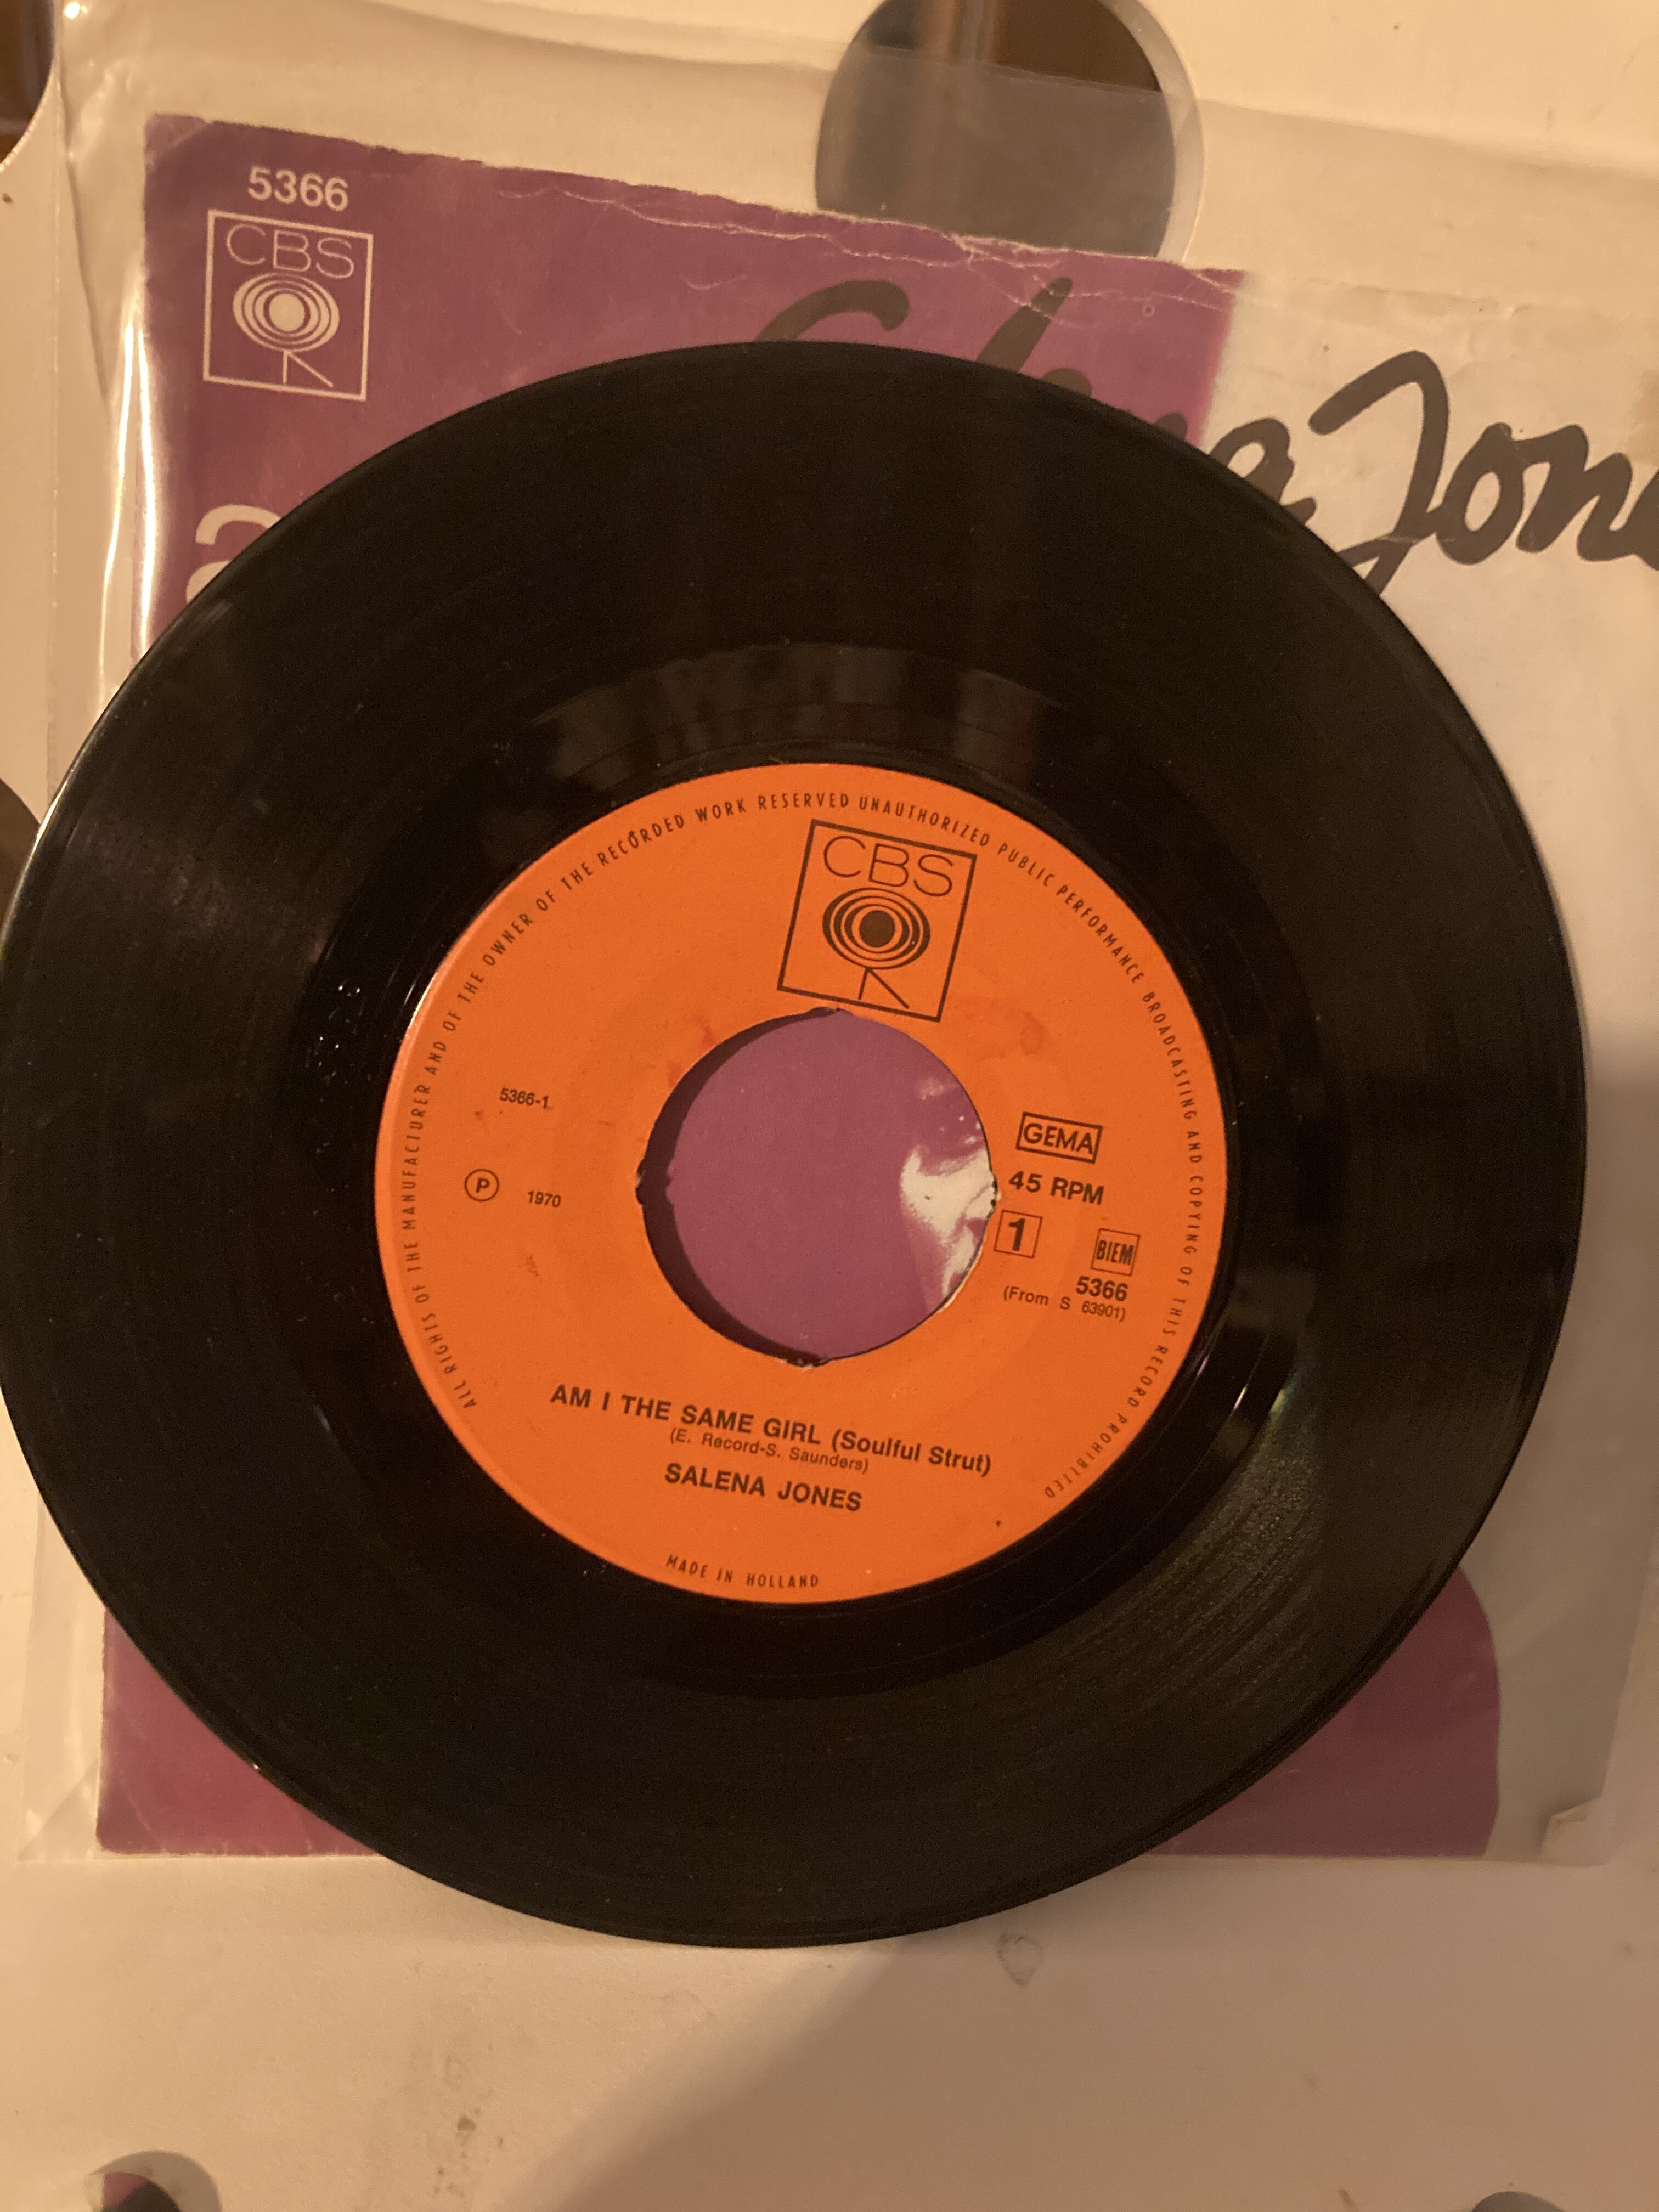 5366
CBS
Jone
a
ALL RIGHTS OF THE MANUFACTURER AND OF THE OWNER OF THE RECORDED WORK RESERVED UNAUTHORIZED PUBLIC PERFORMANCE BROADCASTING AND COPYING OF THIS RECORD PROHIBITED
CBS
5366-1
GEMA
℗ 1970
45 RPM
1
BIEM
5366
(From S 63901)
AM I THE SAME GIRL (Soulful Strut)
(E. Record-S. Saunders)
SALENA JONES
MADE IN HOLLAND